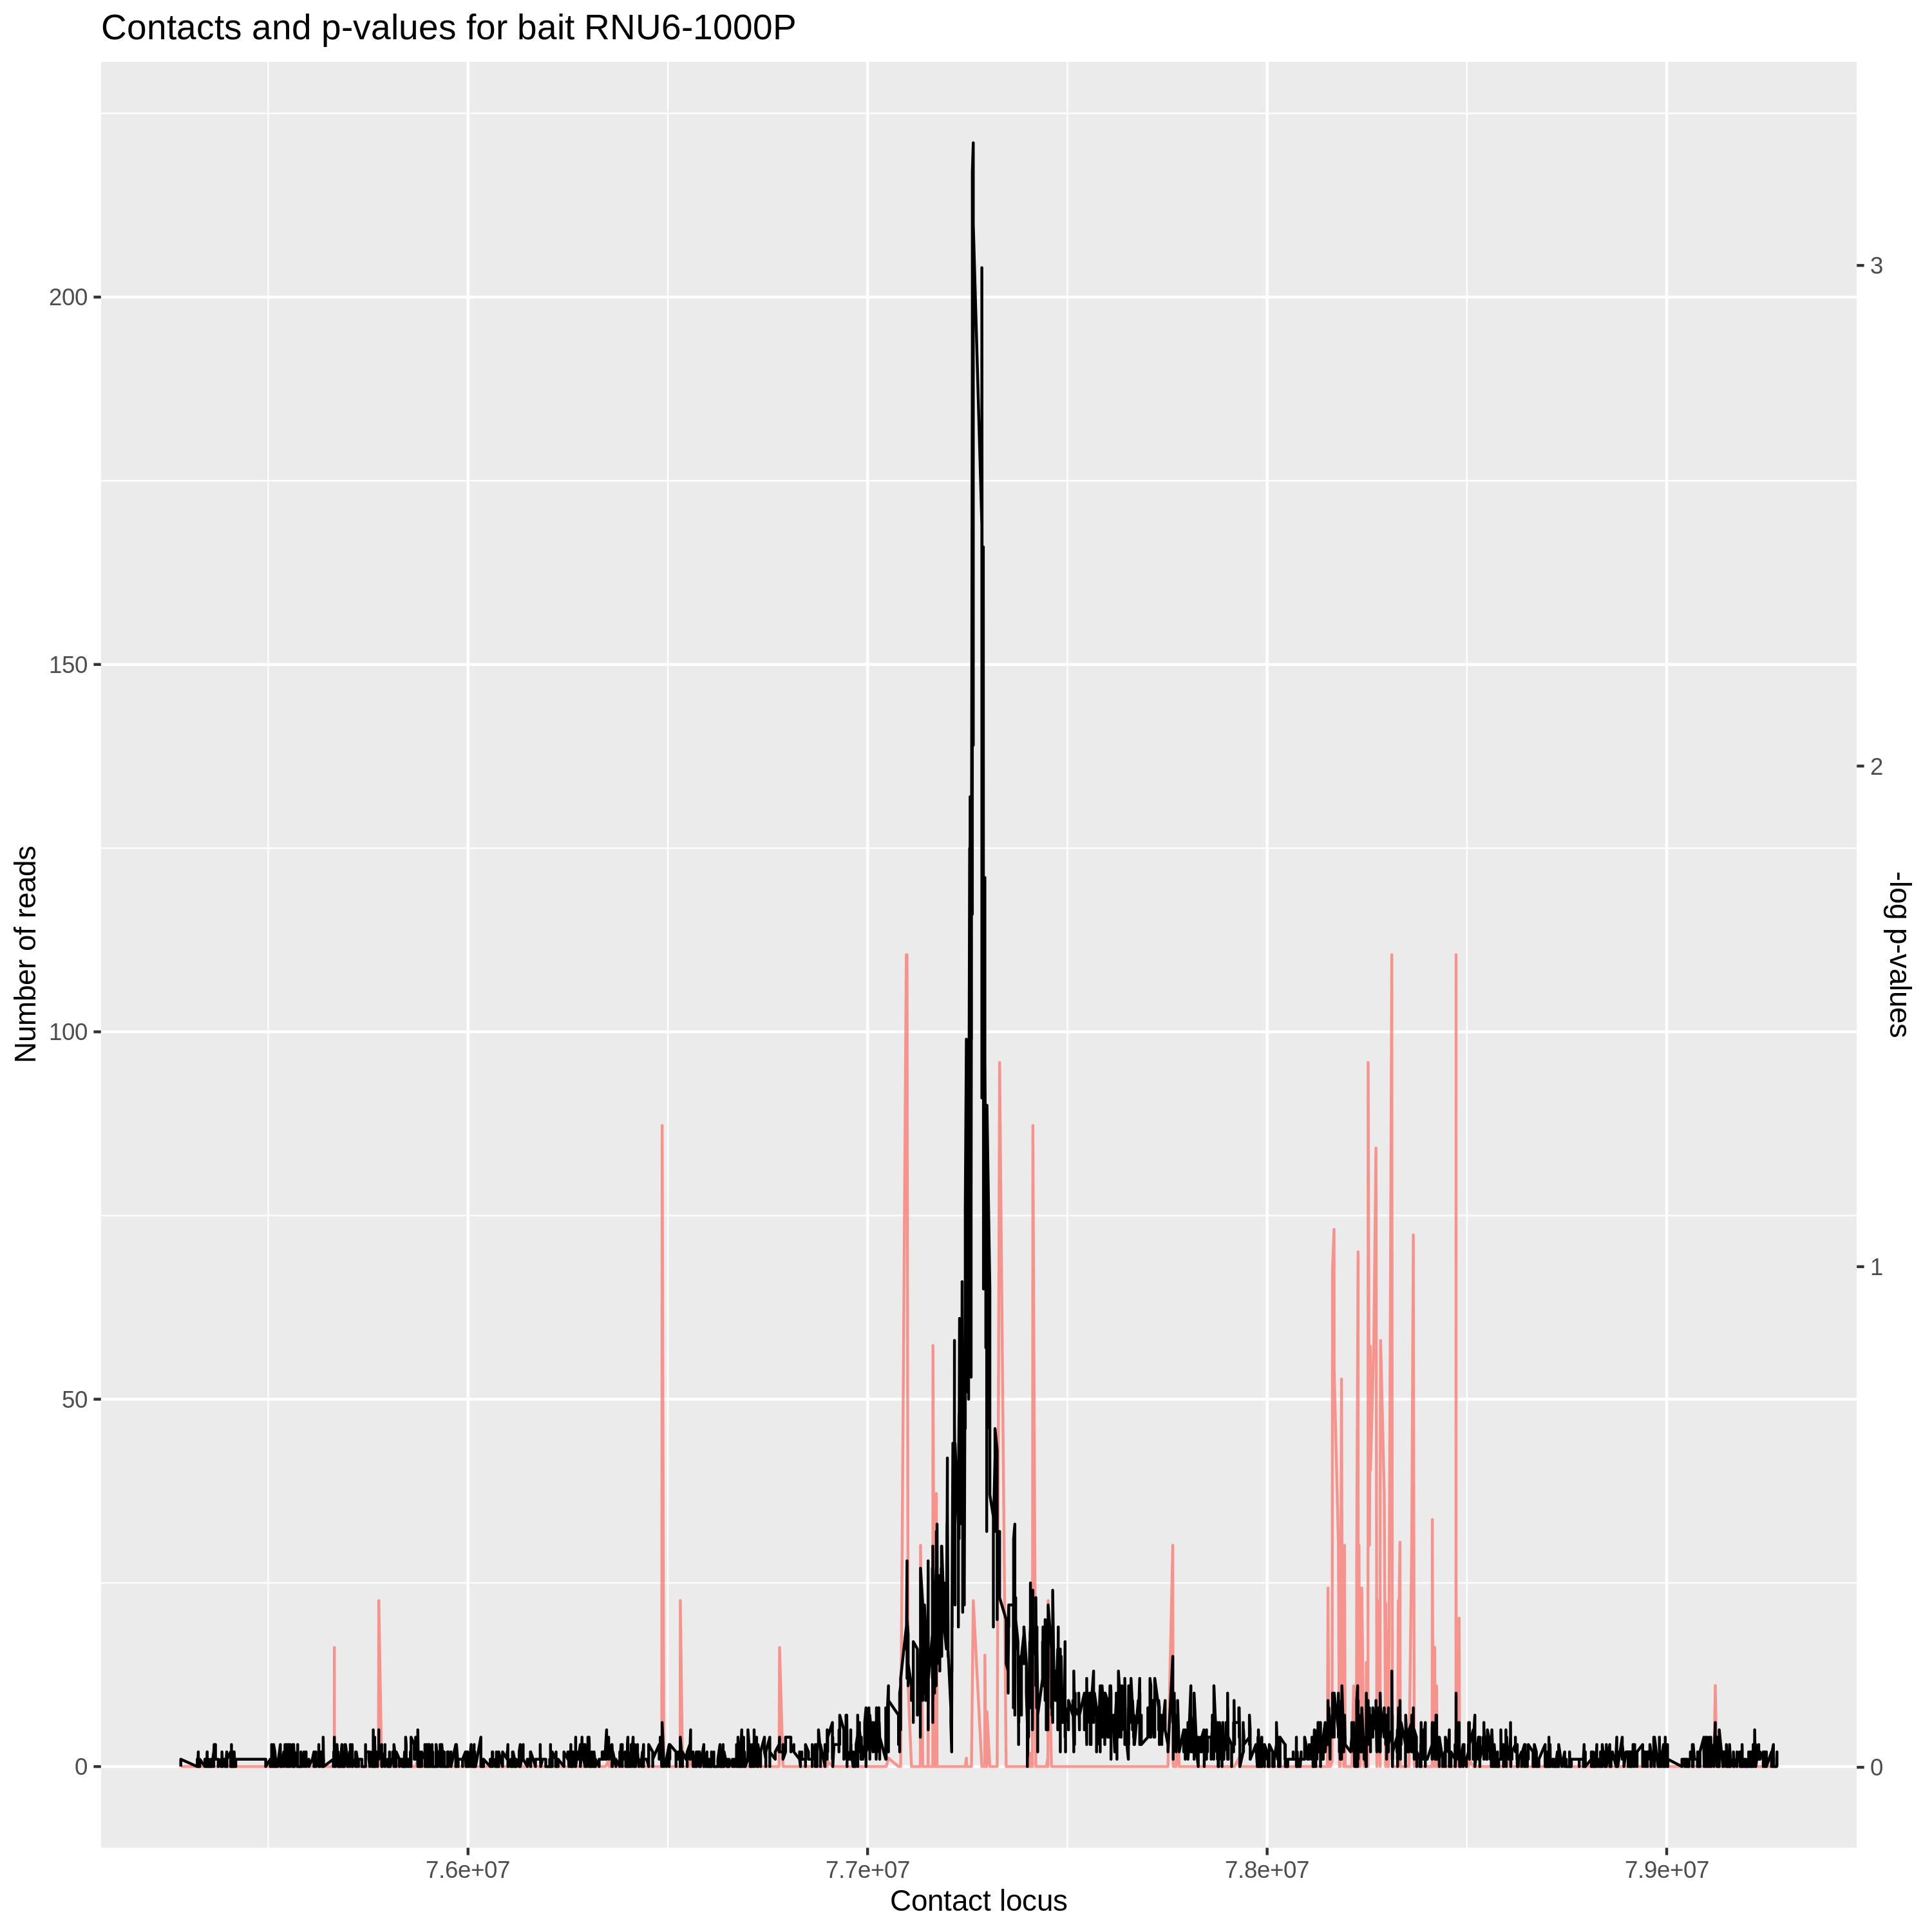 Contacts and p-values for bait RNU6-1000P
Number of reads
200
150
100
50
0
3
2
1
0
-log p-values
7.6e+07
7.7e+07
7.8e+07
7.9e+07
Contact locus